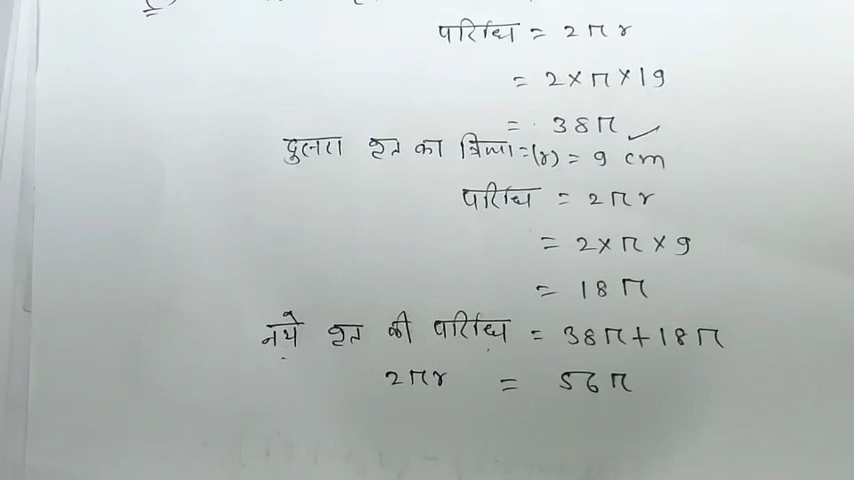 परिधि = 2πr
= 2×π×19
= 38π ✓
दुसरा वृत का त्रिज्या=(r) = 9 cm
परिधि = 2πr
= 2×π×9
= 18π
नये वृत की परिधि = 38π+18π
2πr = 56π